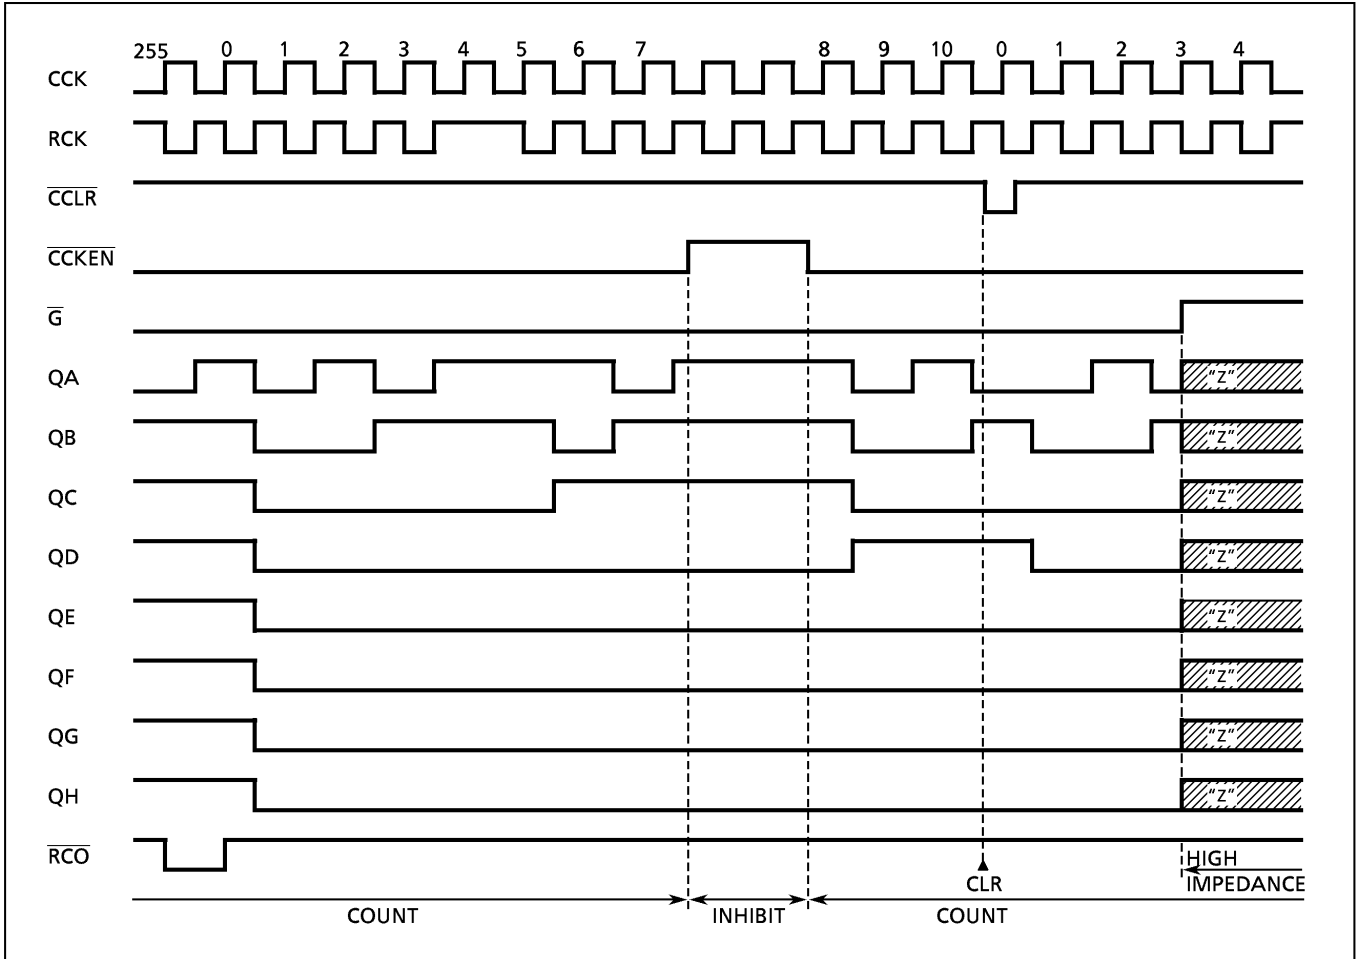 255 0 1 2 3 4 5 6 7 8 9 10 0 1 2 3 4
CCK
RCK
CCLR
CCKEN
G
QA "Z"
QB "Z"
QC "Z"
QD "Z"
QE "Z"
QF "Z"
QG "Z"
QH "Z"
RCO
HIGH
IMPEDANCE
CLR
COUNT INHIBIT COUNT